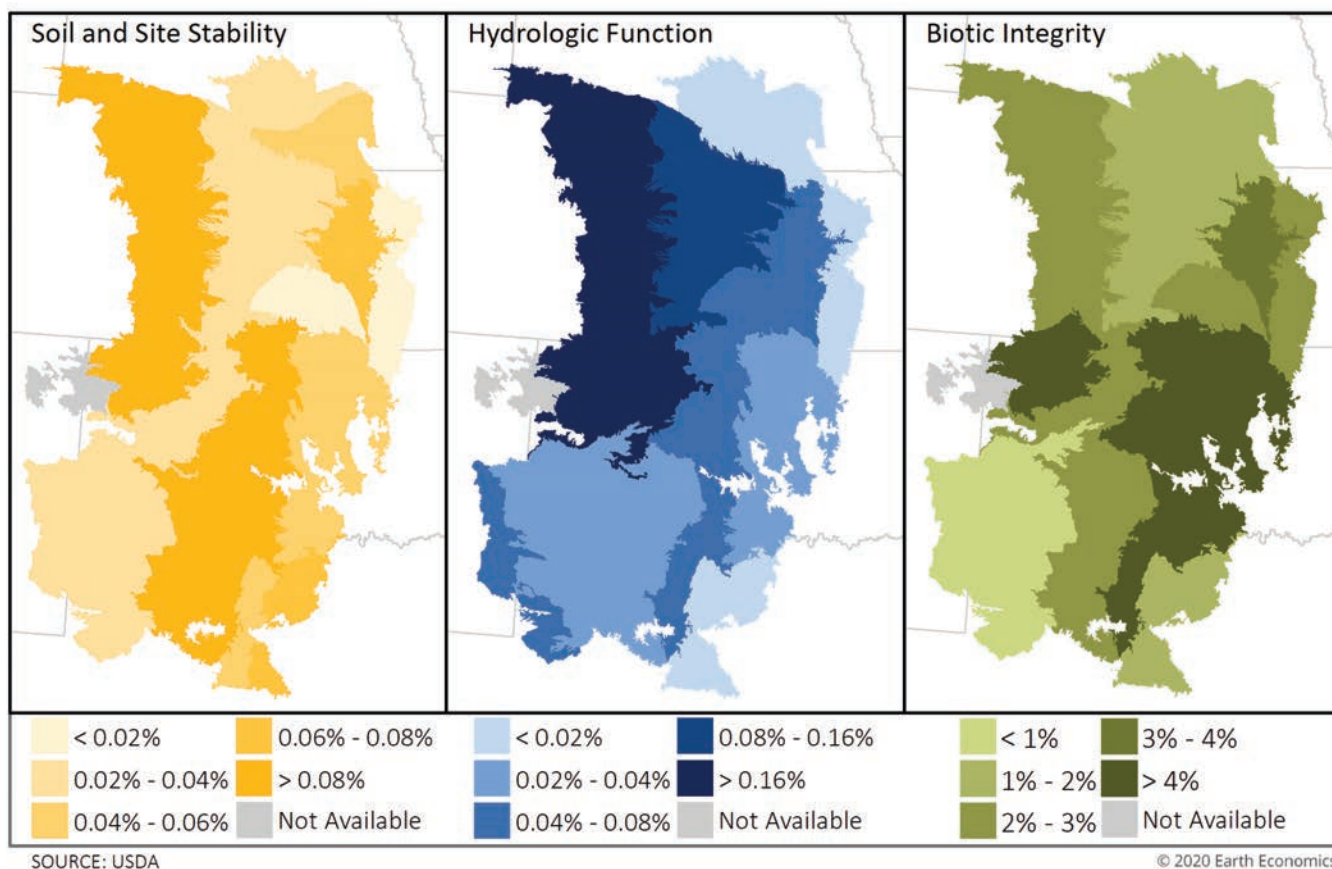 Soil and Site Stability
Hydrologic Function
Biotic Integrity
< 0.02%
0.06% - 0.08%
0.02% - 0.04%
> 0.08%
0.04% - 0.06%
Not Available
< 0.02%
0.08% - 0.16%
0.02% - 0.04%
> 0.16%
0.04% - 0.08%
Not Available
< 1%
3% - 4%
1% - 2%
> 4%
2% - 3%
Not Available
SOURCE: USDA
© 2020 Earth Economics